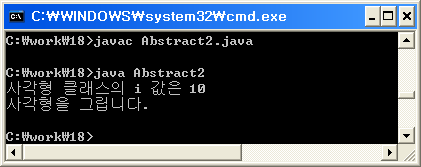 C:₩WINDOWS₩system32₩cmd.exe
C:₩work₩18>javac Abstract2.java
C:₩work₩18>java Abstract2
사각형 클래스의 i 값은 10
사각형을 그립니다.
C:₩work₩18>